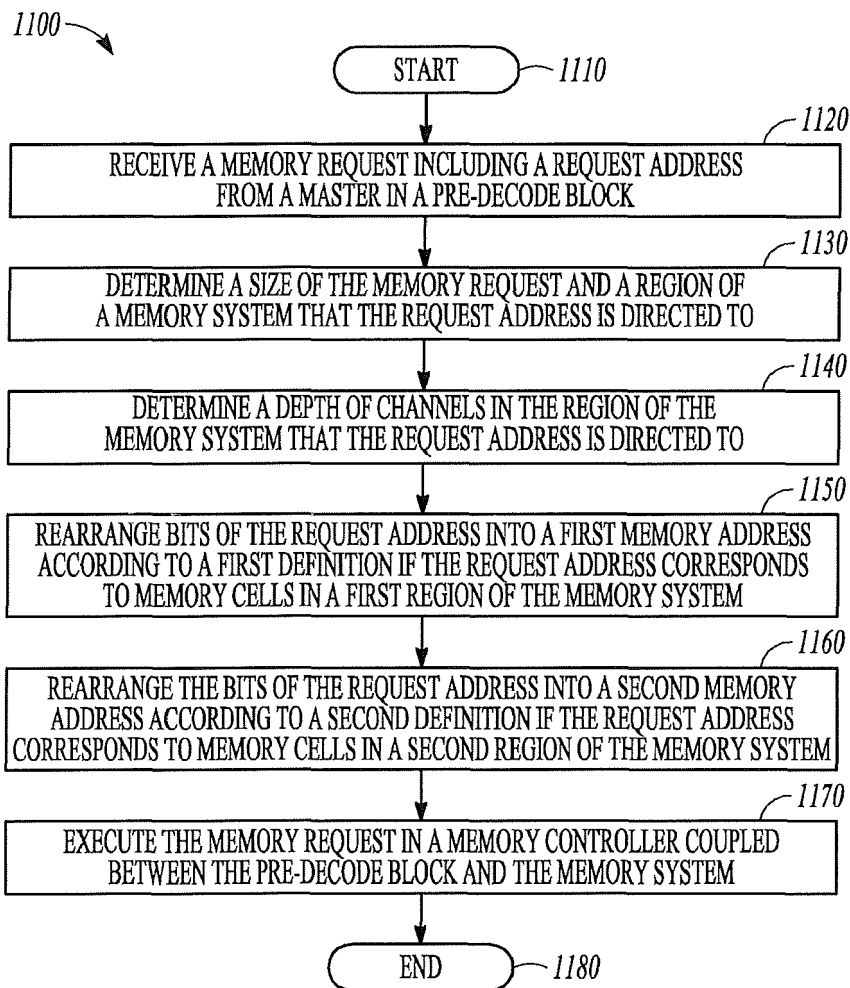 1100
START
1110
1120
RECEIVE A MEMORY REQUEST INCLUDING A REQUEST ADDRESS
FROM A MASTER IN A PRE-DECODE BLOCK
1130
DETERMINE A SIZE OF THE MEMORY REQUEST AND A REGION OF
A MEMORY SYSTEM THAT THE REQUEST ADDRESS IS DIRECTED TO
1140
DETERMINE A DEPTH OF CHANNELS IN THE REGION OF THE
MEMORY SYSTEM THAT THE REQUEST ADDRESS IS DIRECTED TO
1150
REARRANGE BITS OF THE REQUEST ADDRESS INTO A FIRST MEMORY ADDRESS
ACCORDING TO A FIRST DEFINITION IF THE REQUEST ADDRESS CORRESPONDS
TO MEMORY CELLS IN A FIRST REGION OF THE MEMORY SYSTEM
1160
REARRANGE THE BITS OF THE REQUEST ADDRESS INTO A SECOND MEMORY
ADDRESS ACCORDING TO A SECOND DEFINITION IF THE REQUEST ADDRESS
CORRESPONDS TO MEMORY CELLS IN A SECOND REGION OF THE MEMORY SYSTEM
1170
EXECUTE THE MEMORY REQUEST IN A MEMORY CONTROLLER COUPLED
BETWEEN THE PRE-DECODE BLOCK AND THE MEMORY SYSTEM
END
1180